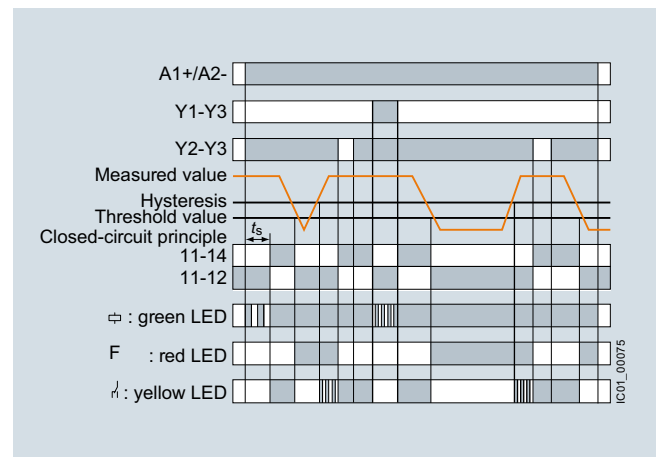 A1+/A2-
Y1-Y3
Y2-Y3
Measured value
Hysteresis
Threshold value
ts
Closed-circuit principle
11-14
11-12
: green LED
F : red LED
: yellow LED
IC01_00075